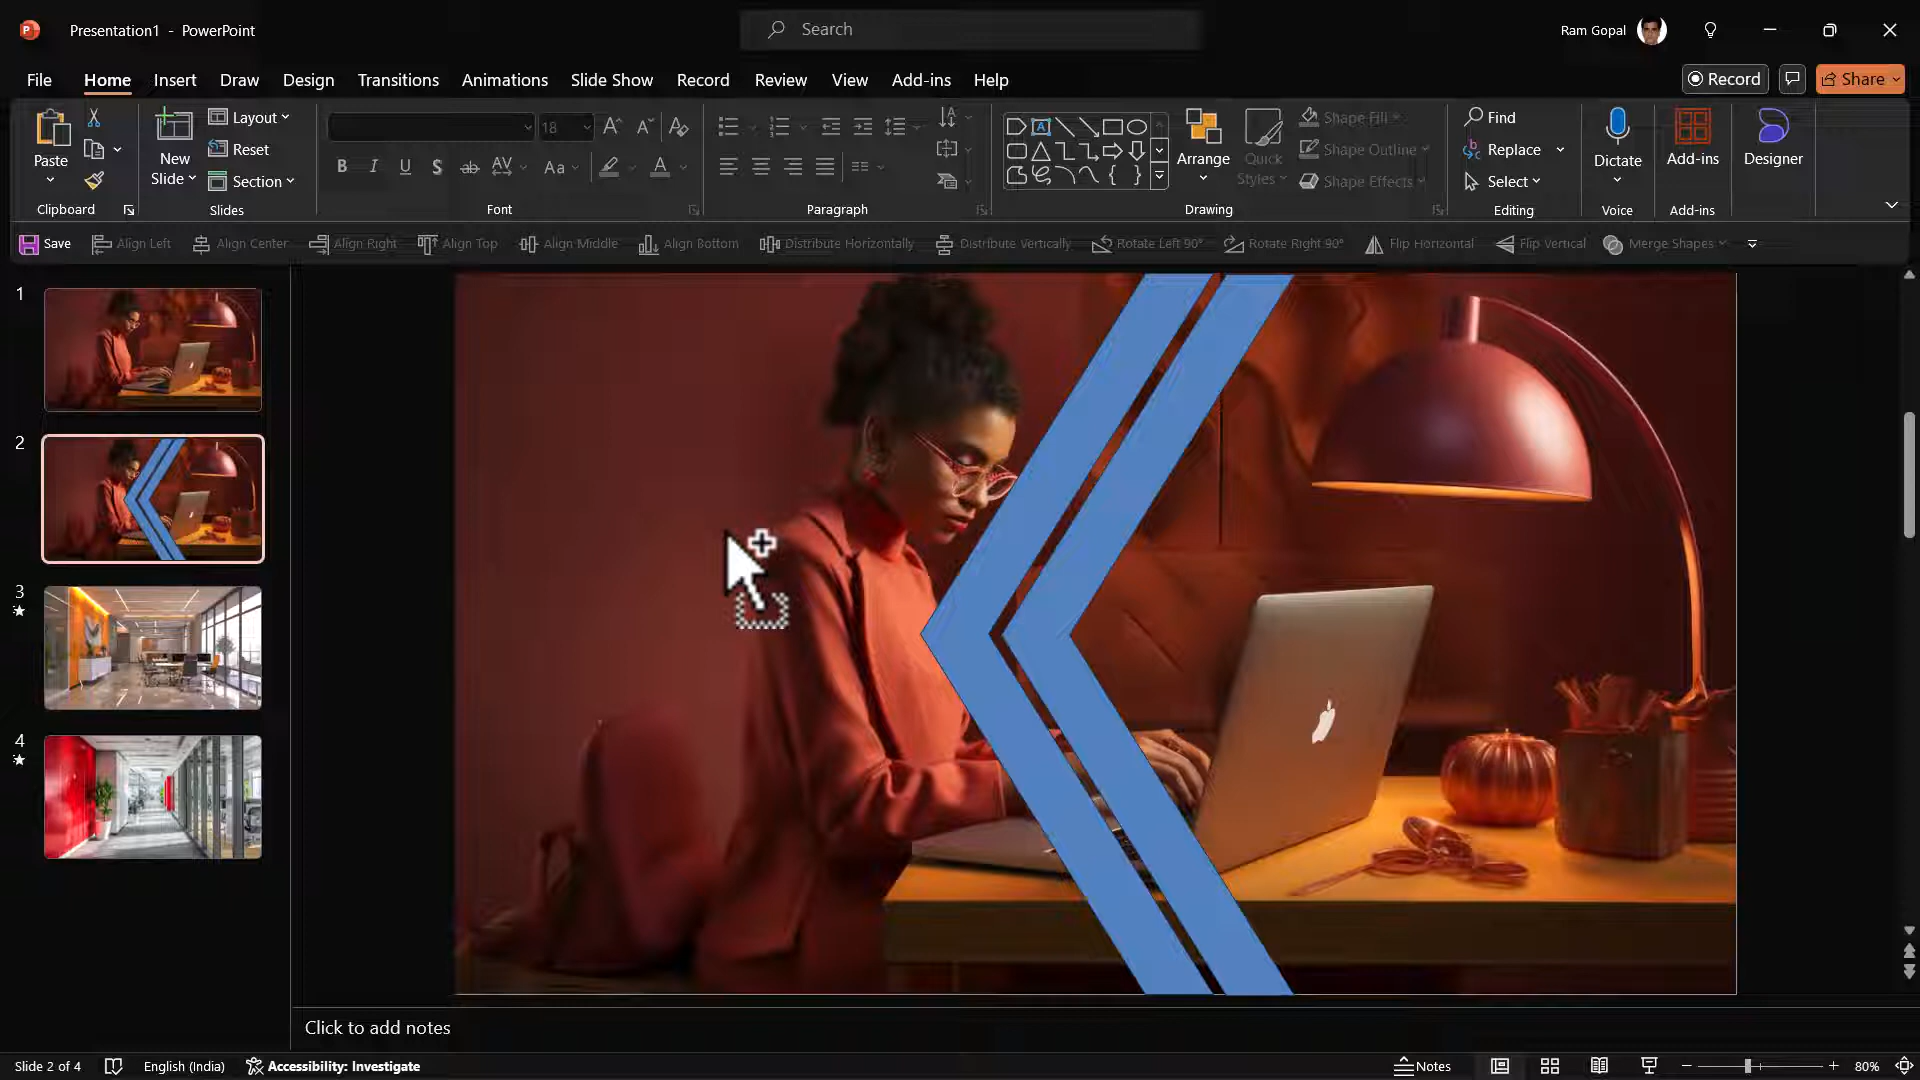 Presentation1 - PowerPoint
Search
Ram Gopal
File Home Insert Draw Design Transitions Animations Slide Show Record Review View Add-ins Help
Record
Share
Paste
New Slide
Layout
Reset
Section
18
B I U S ab AV Aa A
Arrange
Quick Styles
Shape Fill
Shape Outline
Shape Effects
Find
Replace
Select
Dictate
Add-ins
Designer
Clipboard Slides Font Paragraph Drawing Editing Voice Add-ins
Save Align Left Align Center Align Right Align Top Align Middle Align Bottom Distribute Horizontally Distribute Vertically Rotate Left 90° Rotate Right 90° Flip Horizontal Flip Vertical Merge Shapes
1
2
3
4
Click to add notes
Slide 2 of 4 English (India) Accessibility: Investigate Notes 80%